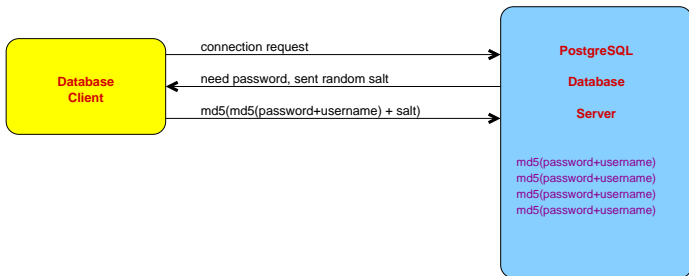 connection request
need password, sent random salt
md5(md5(password+username) + salt)
Database
Client
PostgreSQL
Database
Server
md5(password+username)
md5(password+username)
md5(password+username)
md5(password+username)